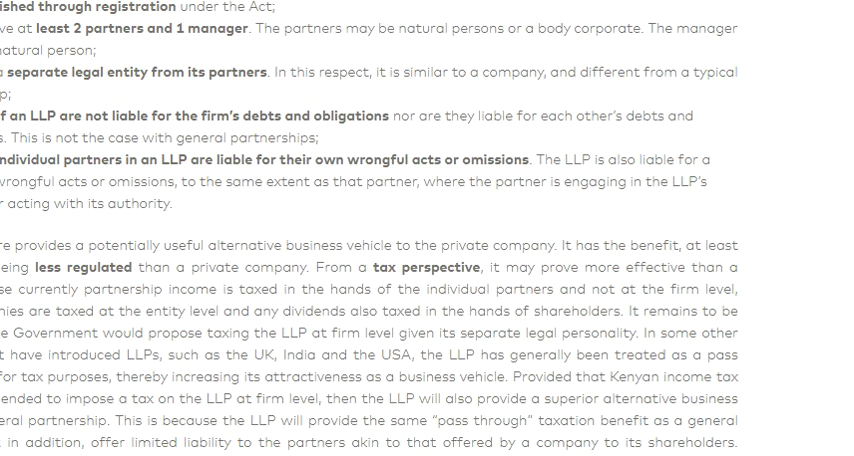 ished through registration under the Act;
ve at least 2 partners and 1 manager. The partners may be natural persons or a body corporate. The manager
natural person;
a separate legal entity from its partners. In this respect, it is similar to a company, and different from a typical
p;
f an LLP are not liable for the firm's debts and obligations nor are they liable for each other's debts and
s. This is not the case with general partnerships;
ndividual partners in an LLP are liable for their own wrongful acts or omissions. The LLP is also liable for a
wrongful acts or omissions, to the same extent as that partner, where the partner is engaging in the LLP's
r acting with its authority.
re provides a potentially useful alternative business vehicle to the private company. It has the benefit, at least
eing less regulated than a private company. From a tax perspective, it may prove more effective than a
se currently partnership income is taxed in the hands of the individual partners and not at the firm level,
nies are taxed at the entity level and any dividends also taxed in the hands of shareholders. It remains to be
e Government would propose taxing the LLP at firm level given its separate legal personality. In some other
t have introduced LLPs, such as the UK, India and the USA, the LLP has generally been treated as a pass
for tax purposes, thereby increasing its attractiveness as a business vehicle. Provided that Kenyan income tax
ended to impose a tax on the LLP at firm level, then the LLP will also provide a superior alternative business
eral partnership. This is because the LLP will provide the same “pass through” taxation benefit as a general
t in addition, offer limited liability to the partners akin to that offered by a company to its shareholders.